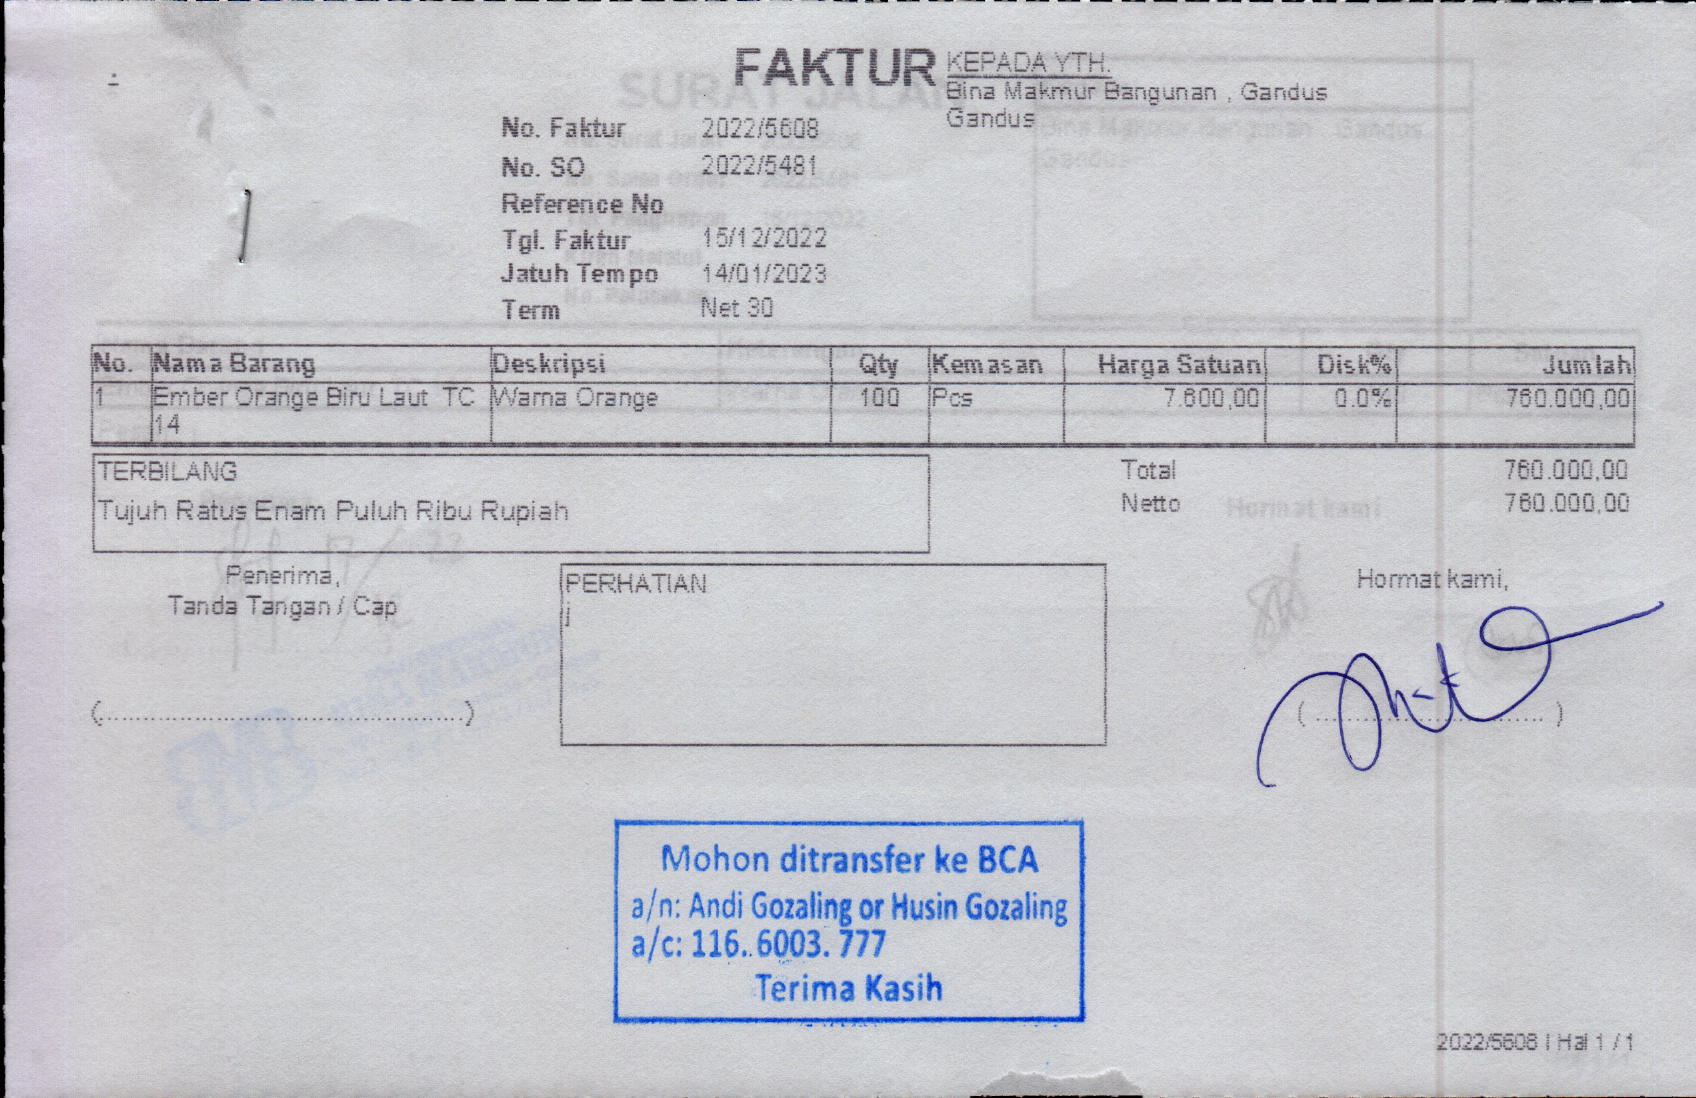 FAKTUR
KEPADA YTH.
Bina Makmur Bangunan , Gandus
Gandus
No. Faktur 2022/5608
No. SO 2022/5481
Reference No
Tgl. Faktur 15/12/2022
Jatuh Tempo 14/01/2023
Term Net 30
No. Nama Barang Deskripsi Qty Kemasan Harga Satuan Disk% Jumlah
1 Ember Orange Biru Laut TC Warna Orange 100 Pcs 7.600,00 0.0% 760.000,00
14
TERBILANG
Tujuh Ratus Enam Puluh Ribu Rupiah
Total 760.000,00
Netto 760.000,00
Penerima,
Tanda Tangan / Cap
PERHATIAN
j
Hormat kami,
Mohon ditransfer ke BCA
a/n: Andi Gozaling or Husin Gozaling
a/c: 116. 6003. 777
Terima Kasih
2022/5608 | Hal 1 / 1